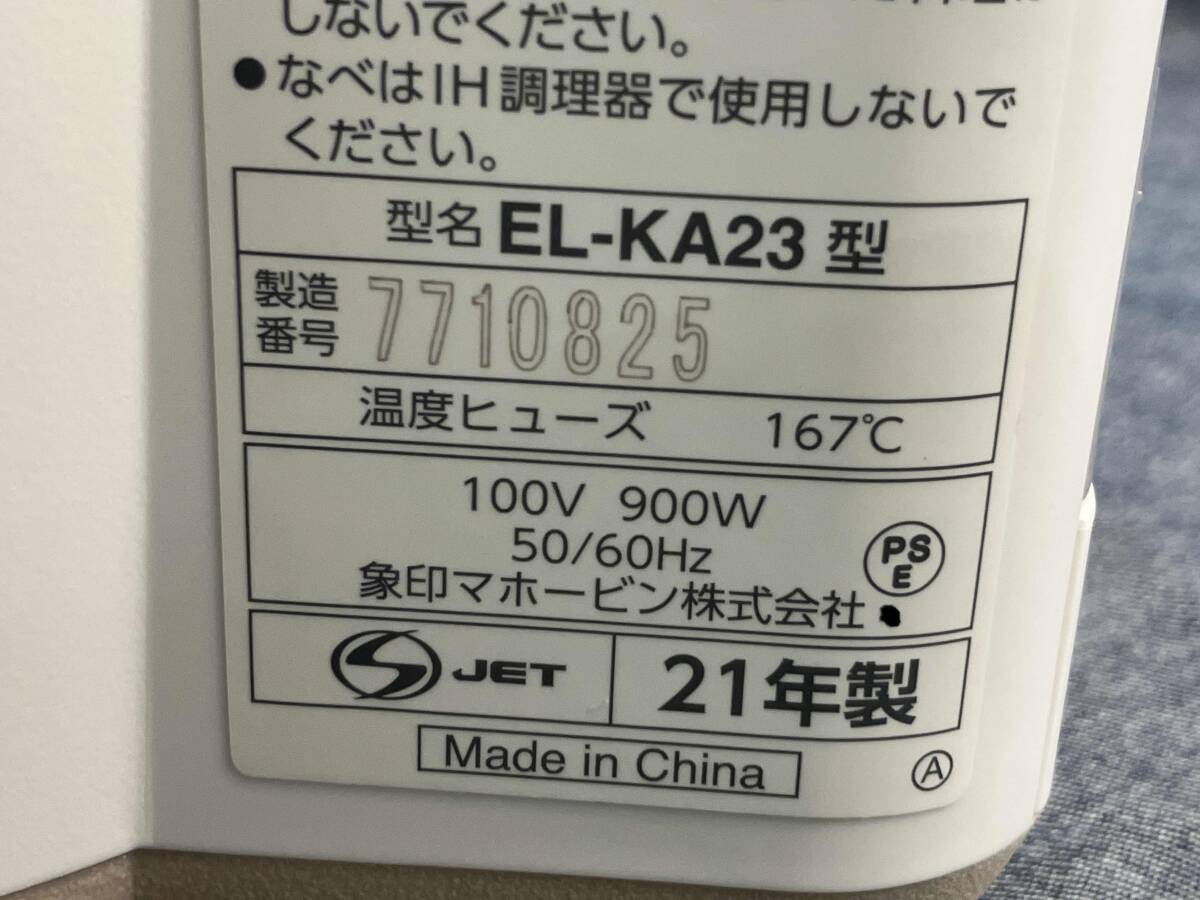 しないでください。
●なべはIH調理器で使用しないで
ください。
型名 EL-KA23 型
製造番号 7710825
温度ヒューズ 167℃
100V 900W
50/60Hz
PSE
象印マホービン株式会社
S JET 21年製
Made in China
A